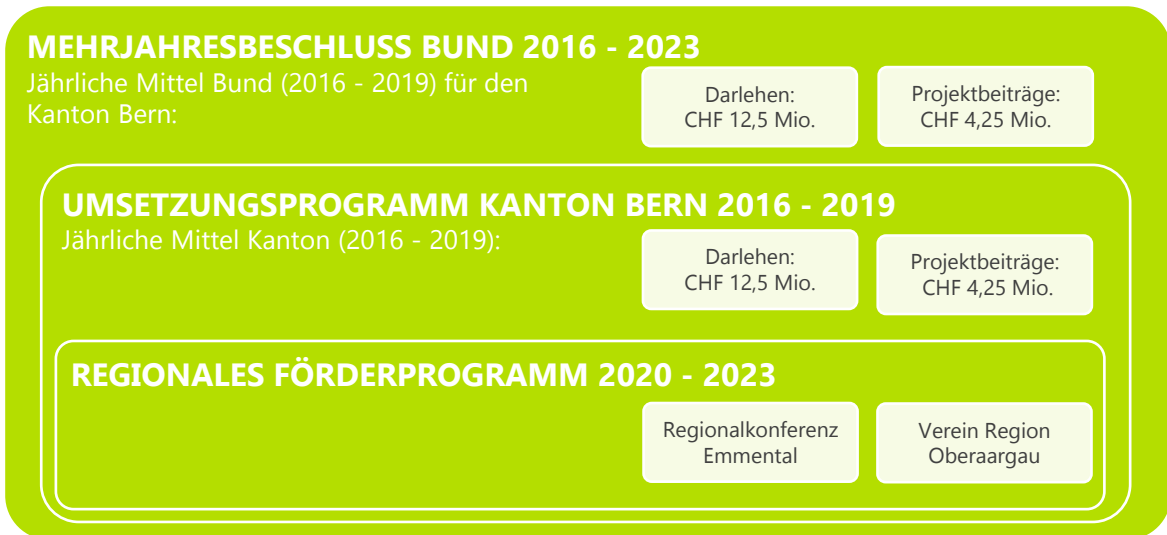 MEHRJAHRESBESCHLUSS BUND 2016 - 2023
Jährliche Mittel Bund (2016 - 2019) für den
Kanton Bern:
Darlehen:
CHF 12,5 Mio.
Projektbeiträge:
CHF 4,25 Mio.
UMSETZUNGSPROGRAMM KANTON BERN 2016 - 2019
Jährliche Mittel Kanton (2016 - 2019):
Darlehen:
CHF 12,5 Mio.
Projektbeiträge:
CHF 4,25 Mio.
REGIONALES FÖRDERPROGRAMM 2020 - 2023
Regionalkonferenz
Emmental
Verein Region
Oberaargau